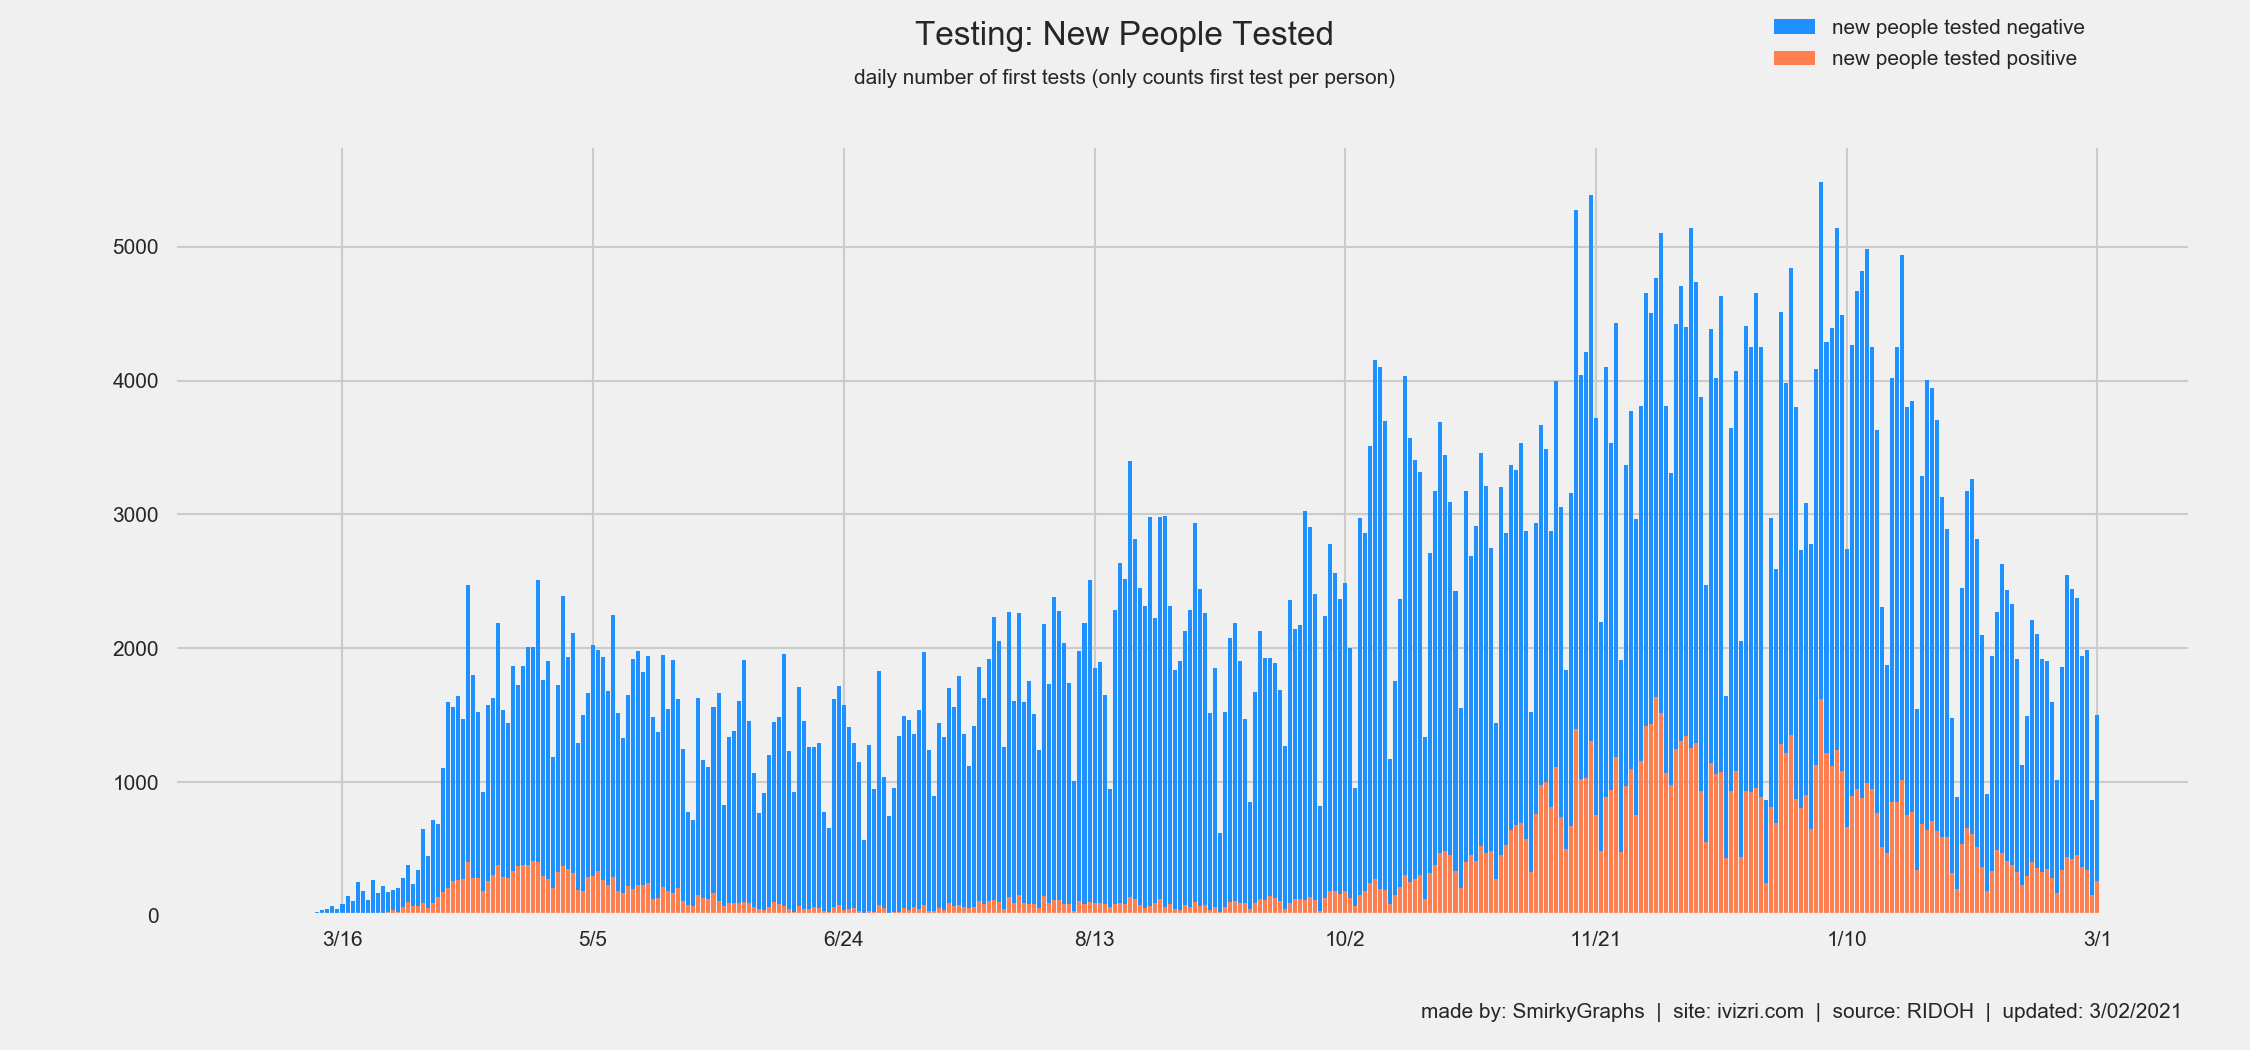 Testing: New People Tested
daily number of first tests (only counts first test per person)
new people tested negative
new people tested positive
5000
4000
3000
2000
1000
0
3/16 5/5 6/24 8/13 10/2 11/21 1/10 3/1
made by: SmirkyGraphs | site: ivizri.com | source: RIDOH | updated: 3/02/2021